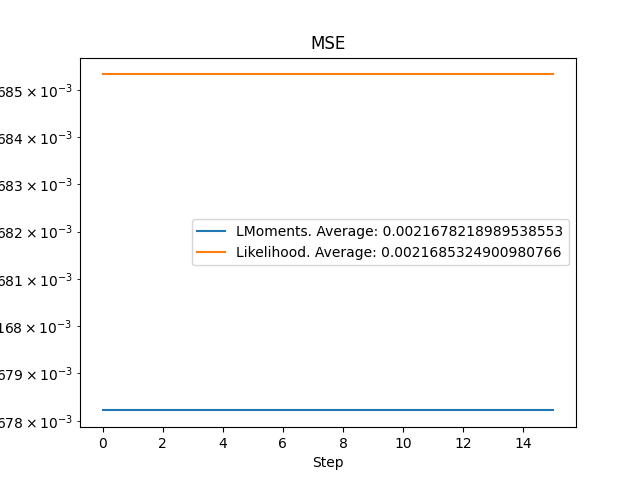 MSE
685 × 10⁻³
684 × 10⁻³
683 × 10⁻³
682 × 10⁻³
681 × 10⁻³
168 × 10⁻³
679 × 10⁻³
678 × 10⁻³
LMoments. Average: 0.0021678218989538553
Likelihood. Average: 0.0021685324900980766
0 2 4 6 8 10 12 14
Step